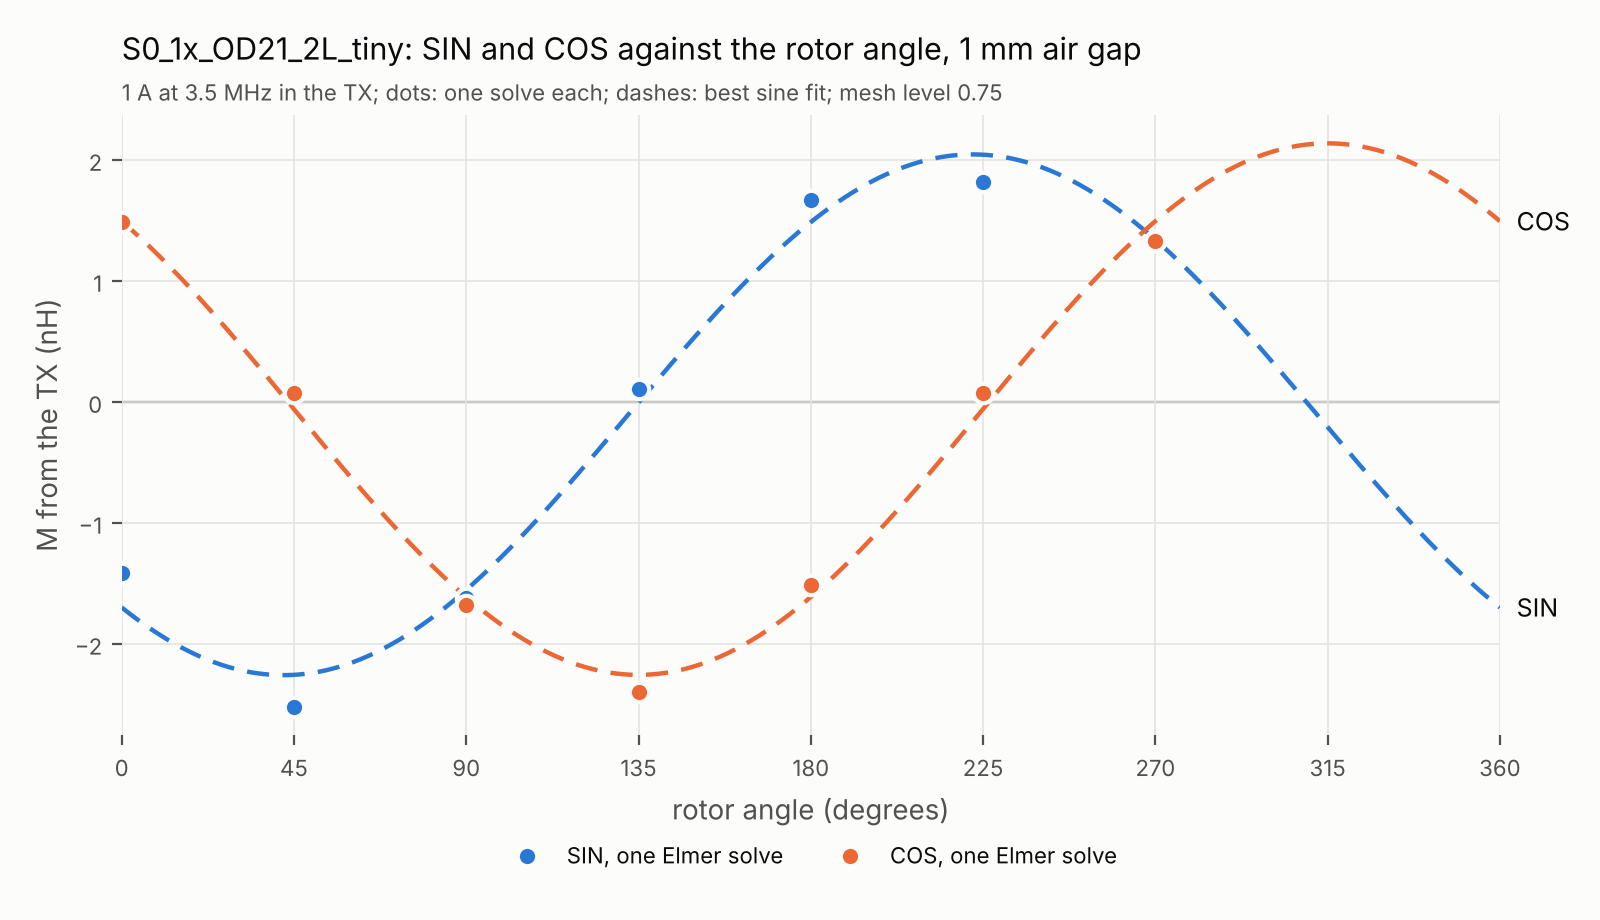 S0_1x_OD21_2L_tiny: SIN and COS against the rotor angle, 1 mm air gap
1 A at 3.5 MHz in the TX; dots: one solve each; dashes: best sine fit; mesh level 0.75
M from the TX (nH)
2
1
0
−1
−2
COS
SIN
0 45 90 135 180 225 270 315 360
rotor angle (degrees)
SIN, one Elmer solve COS, one Elmer solve